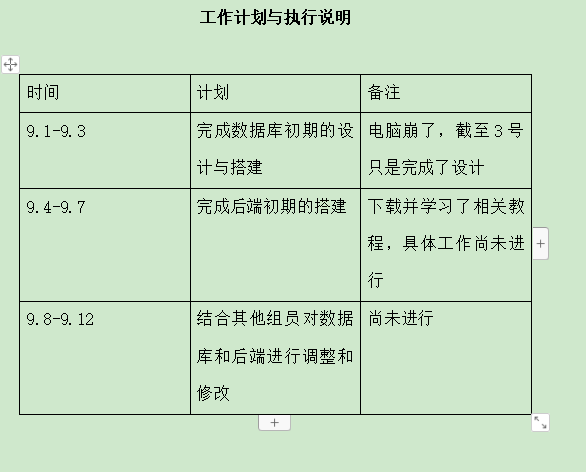 工作计划与执行说明
时间
计划
备注
9.1-9.3
完成数据库初期的设
计与搭建
电脑崩了，截至3号
只是完成了设计
9.4-9.7
完成后端初期的搭建
下载并学习了相关教
程，具体工作尚未进
行
9.8-9.12
结合其他组员对数据
库和后端进行调整和
修改
尚未进行